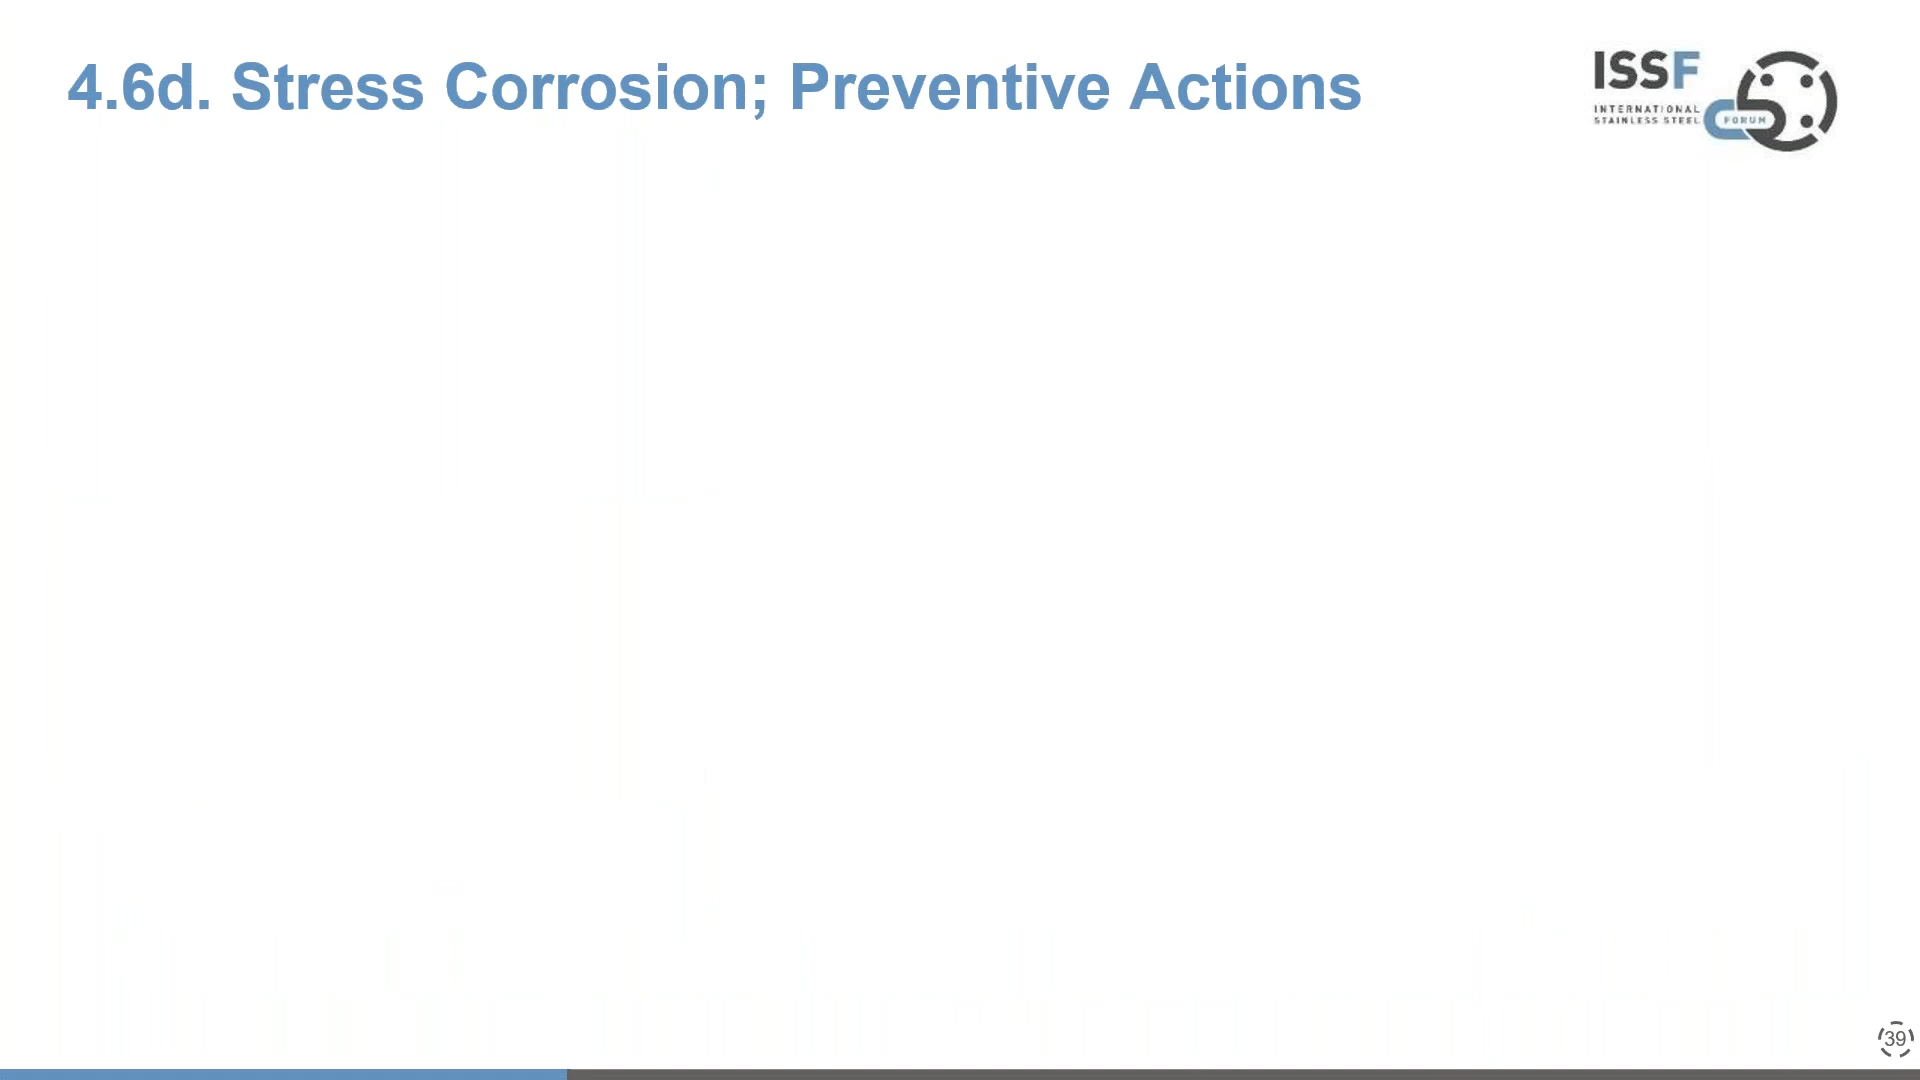 4.6d. Stress Corrosion; Preventive Actions
ISSF
INTERNATIONAL
STAINLESS STEEL
FORUM
39